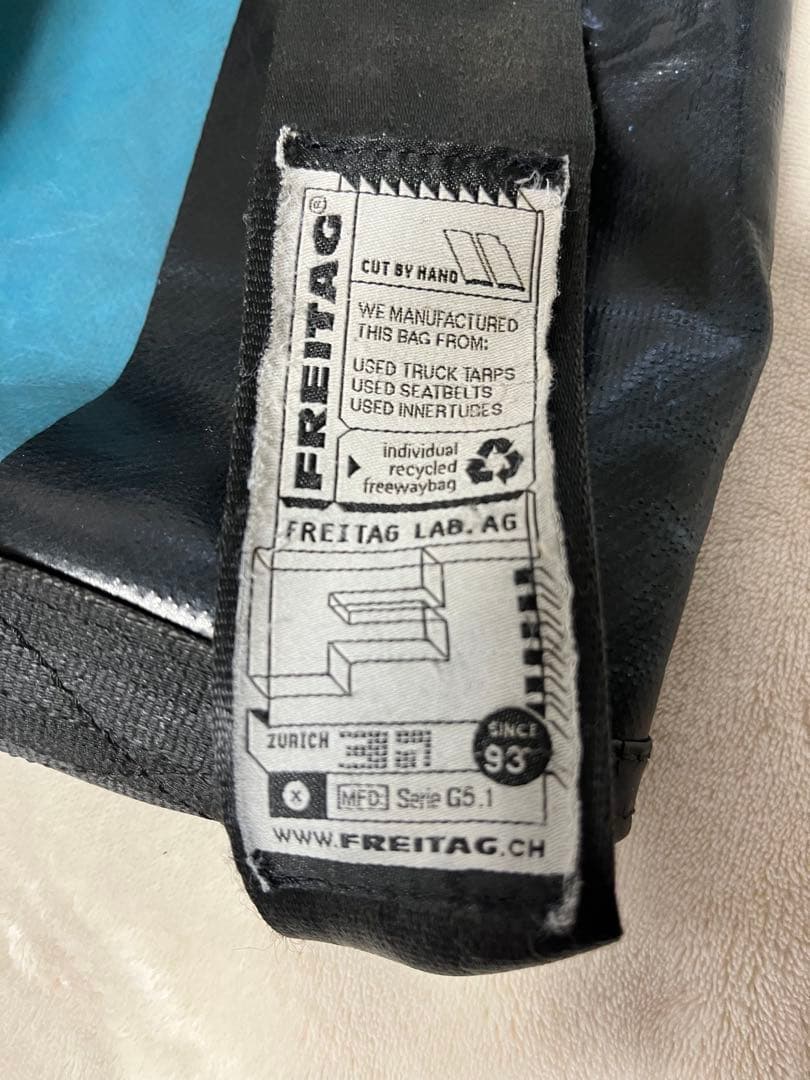 FREITAG
®
CUT BY HAND
WE MANUFACTURED
THIS BAG FROM:
USED TRUCK TARPS
USED SEATBELTS
USED INNERTUBES
individual
recycled
freewaybag
FREITAG LAB. AG
ZURICH
SINCE
93
x
MFD: Serie G5.1
WWW.FREITAG.CH